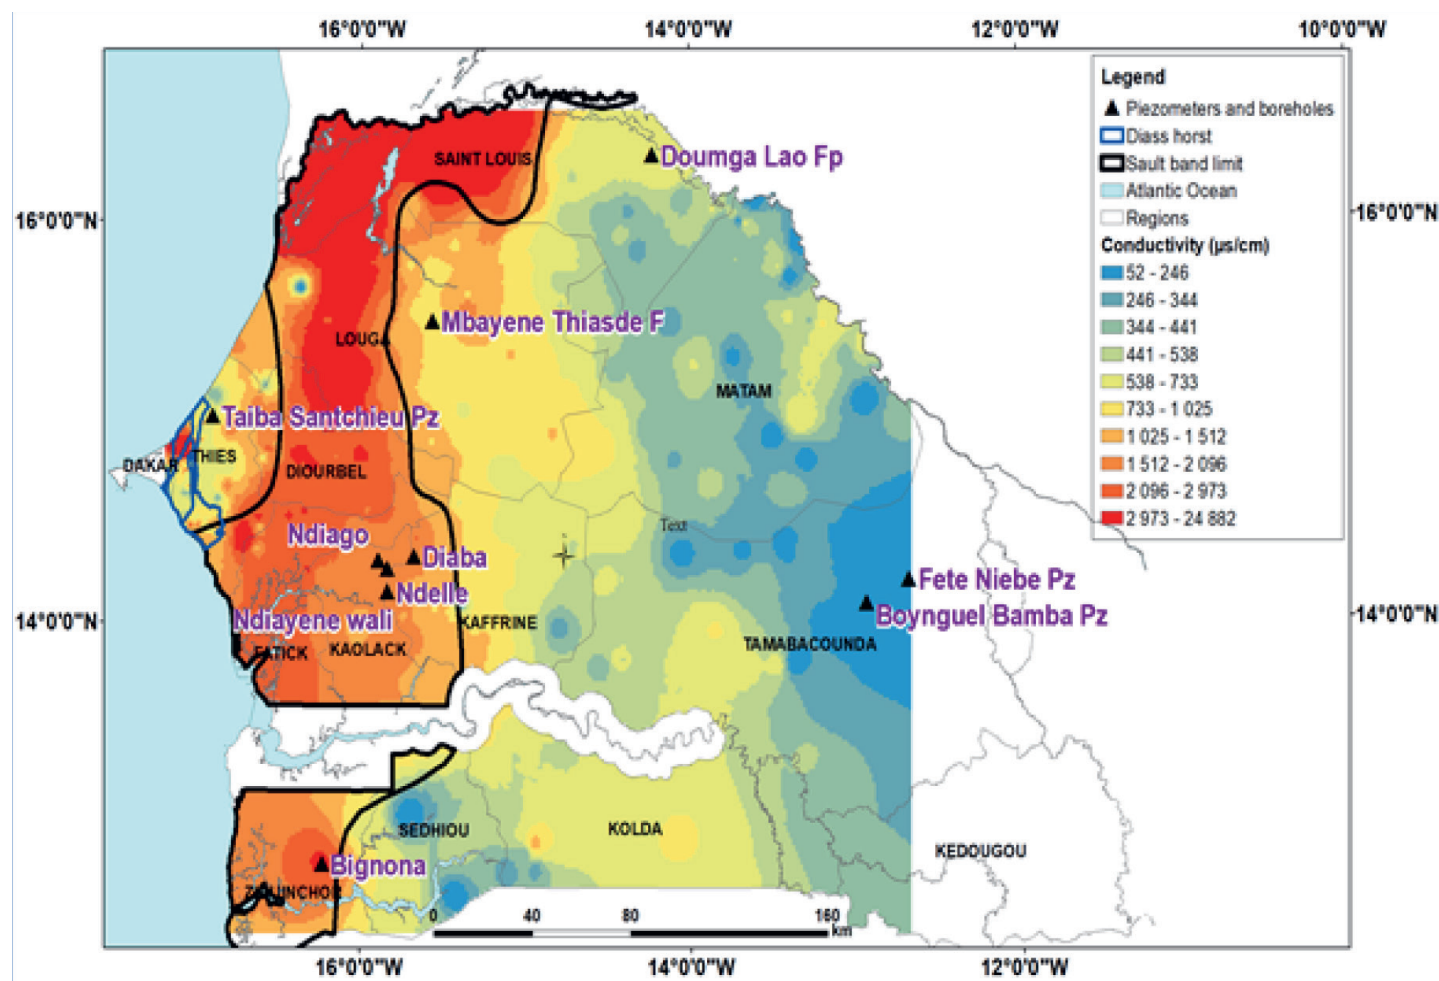 16°0'0"W
14°0'0"W
12°0'0"W
10°0'0"W
Legend
Piezometers and boreholes
Diass horst
Sault band limit
Atlantic Ocean
Regions
Conductivity (µs/cm)
52 - 246
246 - 344
344 - 441
441 - 538
538 - 733
733 - 1 025
1 025 - 1 512
1 512 - 2 096
2 096 - 2 973
2 973 - 24 882
SAINT LOUIS
Doumga Lao Fp
16°0'0"N
16°0'0"N
Mbayene Thiasde F
LOUGA
MATAM
Taiba Santchieu Pz
DAKAR
THIES
DIOURBEL
Text
Ndiago
Diaba
Ndelle
Fete Niebe Pz
Boynguel Bamba Pz
Ndiayene wali
14°0'0"N
14°0'0"N
KAFFRINE
FATICK
KAOLACK
TAMABACOUNDA
SEDHIOU
KOLDA
KEDOUGOU
Bignona
ZIGUINCHOR
0
40
80
160
km
16°0'0"W
14°0'0"W
12°0'0"W